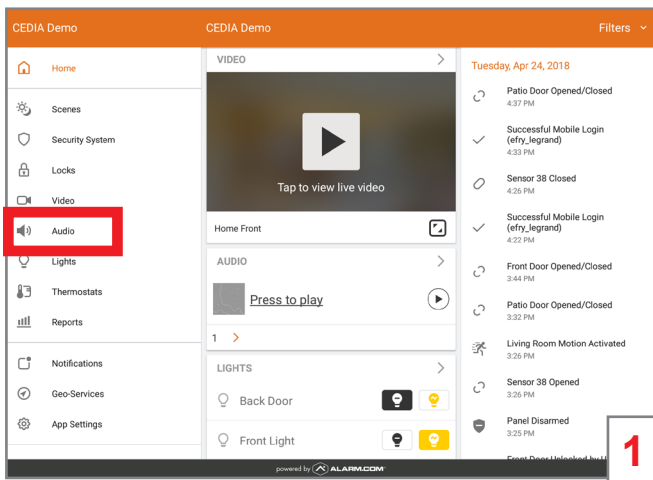 CEDIA Demo
Home
Scenes
Security System
Locks
Video
Audio
Lights
Thermostats
Reports
Notifications
Geo-Services
App Settings
CEDIA Demo
VIDEO
Tap to view live video
Home Front
AUDIO
Press to play
1
LIGHTS
Back Door
Front Light
Filters
Tuesday, Apr 24, 2018
Patio Door Opened/Closed
4:37 PM
Successful Mobile Login
(efry_legrand)
4:33 PM
Sensor 38 Closed
4:26 PM
Successful Mobile Login
(efry_legrand)
4:22 PM
Front Door Opened/Closed
3:44 PM
Patio Door Opened/Closed
3:32 PM
Living Room Motion Activated
3:26 PM
Sensor 38 Opened
3:26 PM
Panel Disarmed
3:25 PM
Front Door Unlocked by
powered by ALARM.COM
1